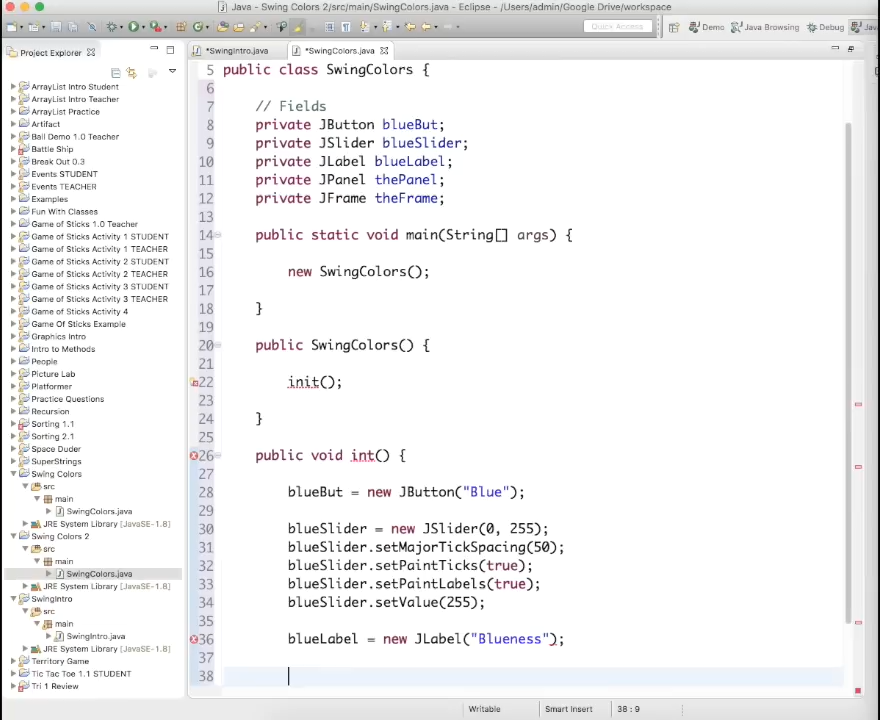 Java - Swing Colors 2/src/main/SwingColors.java - Eclipse - /Users/admin/Google Drive/workspace
Quick Access
Demo
Java Browsing
Debug
Java
Project Explorer
*SwingIntro.java
*SwingColors.java
ArrayList Intro Student
ArrayList Intro Teacher
ArrayList Practice
Artifact
Ball Demo 1.0 Teacher
Battle Ship
Break Out 0.3
Events STUDENT
Events TEACHER
Examples
Fun With Classes
Game of Sticks 1.0 Teacher
Game of Sticks Activity 1 STUDENT
Game of Sticks Activity 1 TEACHER
Game of Sticks Activity 2 STUDENT
Game of Sticks Activity 2 TEACHER
Game of Sticks Activity 3 STUDENT
Game of Sticks Activity 3 TEACHER
Game of Sticks Activity 4
Game Of Sticks Example
Graphics Intro
Intro to Methods
People
Picture Lab
Platformer
Practice Questions
Recursion
Sorting 1.1
Sorting 2.1
Space Duder
SuperStrings
Swing Colors
src
main
SwingColors.java
JRE System Library [JavaSE-1.8]
Swing Colors 2
src
main
SwingColors.java
JRE System Library [JavaSE-1.8]
SwingIntro
src
main
SwingIntro.java
JRE System Library [JavaSE-1.8]
Territory Game
Tic Tac Toe 1.1 STUDENT
Tri 1 Review
5 public class SwingColors {
6
7 // Fields
8 private JButton blueBut;
9 private JSlider blueSlider;
10 private JLabel blueLabel;
11 private JPanel thePanel;
12 private JFrame theFrame;
13
14 public static void main(String[] args) {
15
16 new SwingColors();
17
18 }
19
20 public SwingColors() {
21
22 init();
23
24 }
25
26 public void int() {
27
28 blueBut = new JButton("Blue");
29
30 blueSlider = new JSlider(0, 255);
31 blueSlider.setMajorTickSpacing(50);
32 blueSlider.setPaintTicks(true);
33 blueSlider.setPaintLabels(true);
34 blueSlider.setValue(255);
35
36 blueLabel = new JLabel("Blueness");
37
38
Writable
Smart Insert
38 : 9